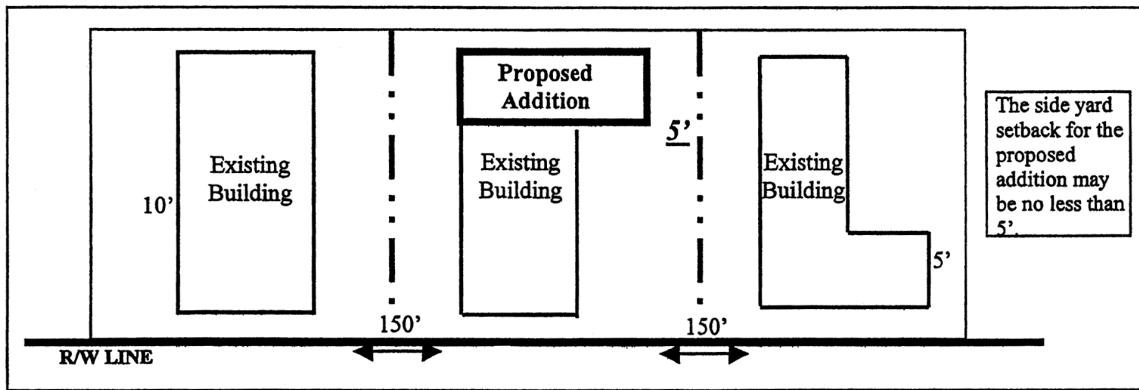 Proposed
Addition
5'
Existing
Building
10'
Existing
Building
Existing
Building
5'
The side yard
setback for the
proposed
addition may
be no less than
5'.
150'
150'
R/W LINE